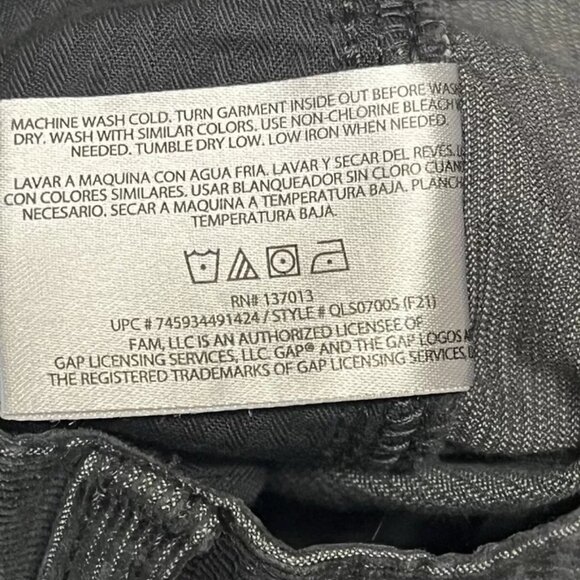 MACHINE WASH COLD. TURN GARMENT INSIDE OUT BEFORE
DRY. WASH WITH SIMILAR COLORS. USE NON-CHLORINE BLEACH
NEEDED. TUMBLE DRY LOW. LOW IRON WHEN NEEDED.
LAVAR A MAQUINA CON AGUA FRIA. LAVAR Y SECAR DEL REVES.
CON COLORES SIMILARES. USAR BLANQUEADOR SIN CLORO
NECESARIO. SECAR A MAQUINA A TEMPERATURA BAJA.
TEMPERATURA BAJA.
RN# 137013
UPC # 745934491424 / STYLE # QLS07005 (F21)
FAM, LLC IS AN AUTHORIZED LICENSEE OF
GAP LICENSING SERVICES, LLC. GAP® AND THE GAP LOGOS
THE REGISTERED TRADEMARKS OF GAP LICENSING SERVICES,